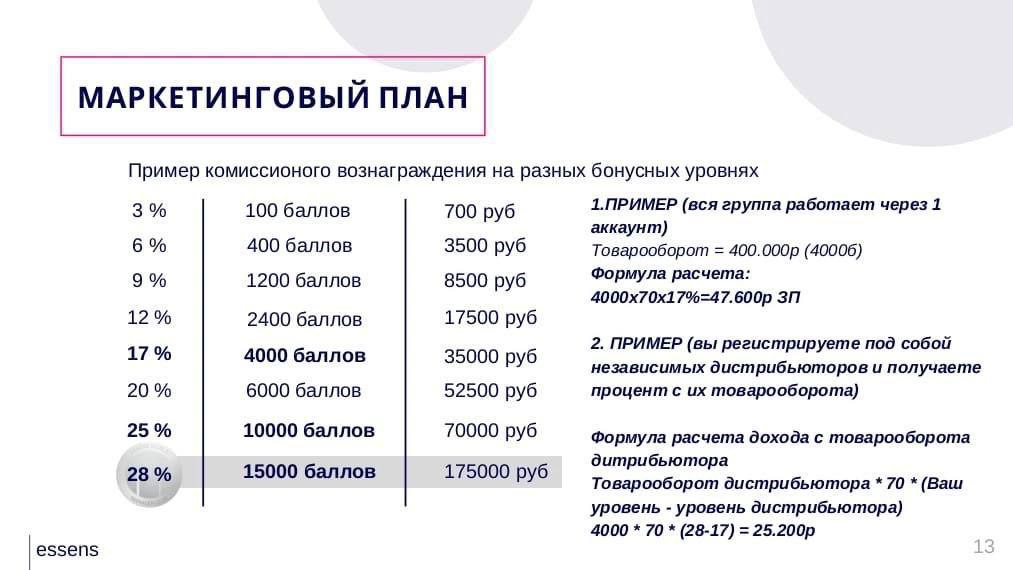 МАРКЕТИНГОВЫЙ ПЛАН
Пример комиссионого вознаграждения на разных бонусных уровнях
3 % 100 баллов 700 руб
6 % 400 баллов 3500 руб
9 % 1200 баллов 8500 руб
12 % 2400 баллов 17500 руб
17 % 4000 баллов 35000 руб
20 % 6000 баллов 52500 руб
25 % 10000 баллов 70000 руб
28 % 15000 баллов 175000 руб
1.ПРИМЕР (вся группа работает через 1
аккаунт)
Товарооборот = 400.000р (4000б)
Формула расчета:
4000х70х17%=47.600р ЗП
2. ПРИМЕР (вы регистрируете под собой
независимых дистрибьюторов и получаете
процент с их товарооборота)
Формула расчета дохода с товарооборота
дитрибьютора
Товарооборот дистрибьютора * 70 * (Ваш
уровень - уровень дистрибьютора)
4000 * 70 * (28-17) = 25.200р
essens
13